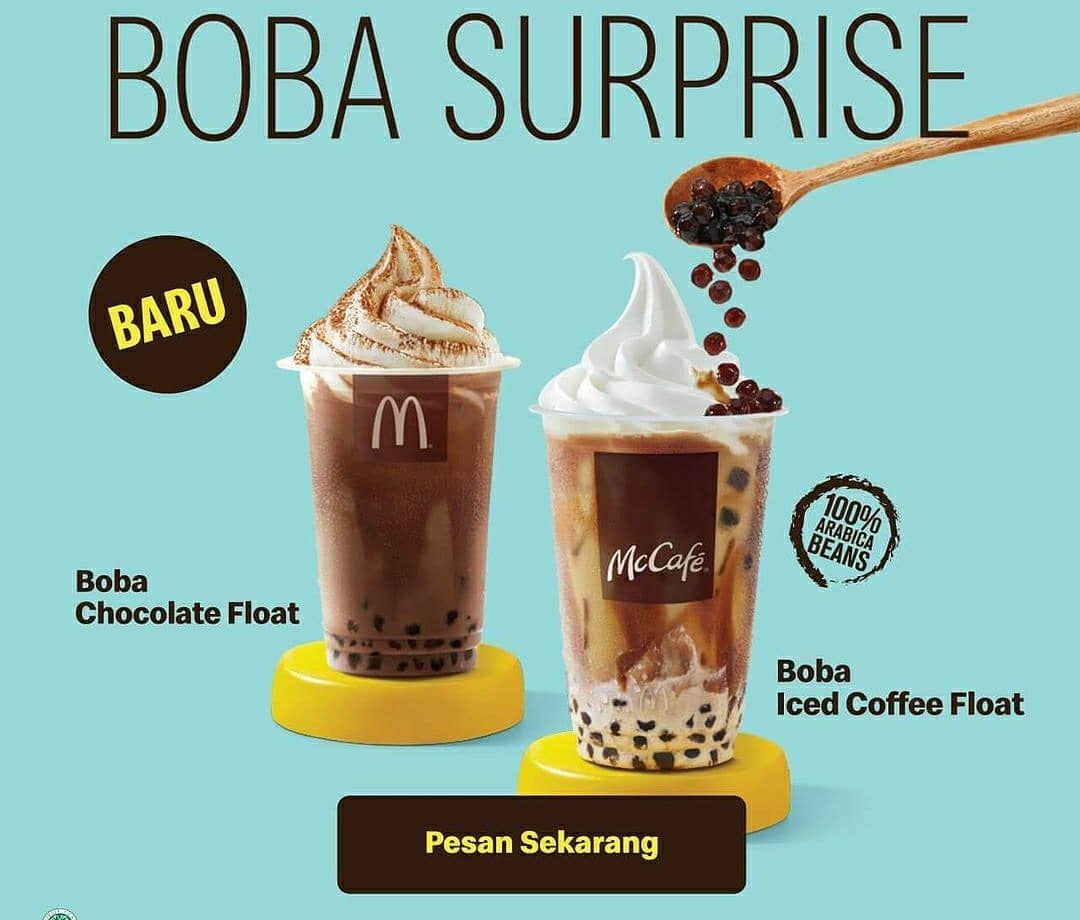 BOBA SURPRISE
BARU
M
McCafé
100%
ARABICA
BEANS
Boba
Chocolate Float
Boba
Iced Coffee Float
Pesan Sekarang